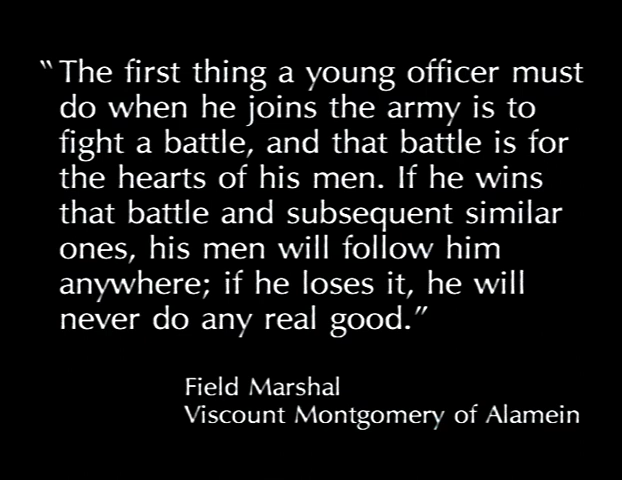 “The first thing a young officer must
do when he joins the army is to
fight a battle, and that battle is for
the hearts of his men. If he wins
that battle and subsequent similar
ones, his men will follow him
anywhere; if he loses it, he will
never do any real good.”
Field Marshal
Viscount Montgomery of Alamein